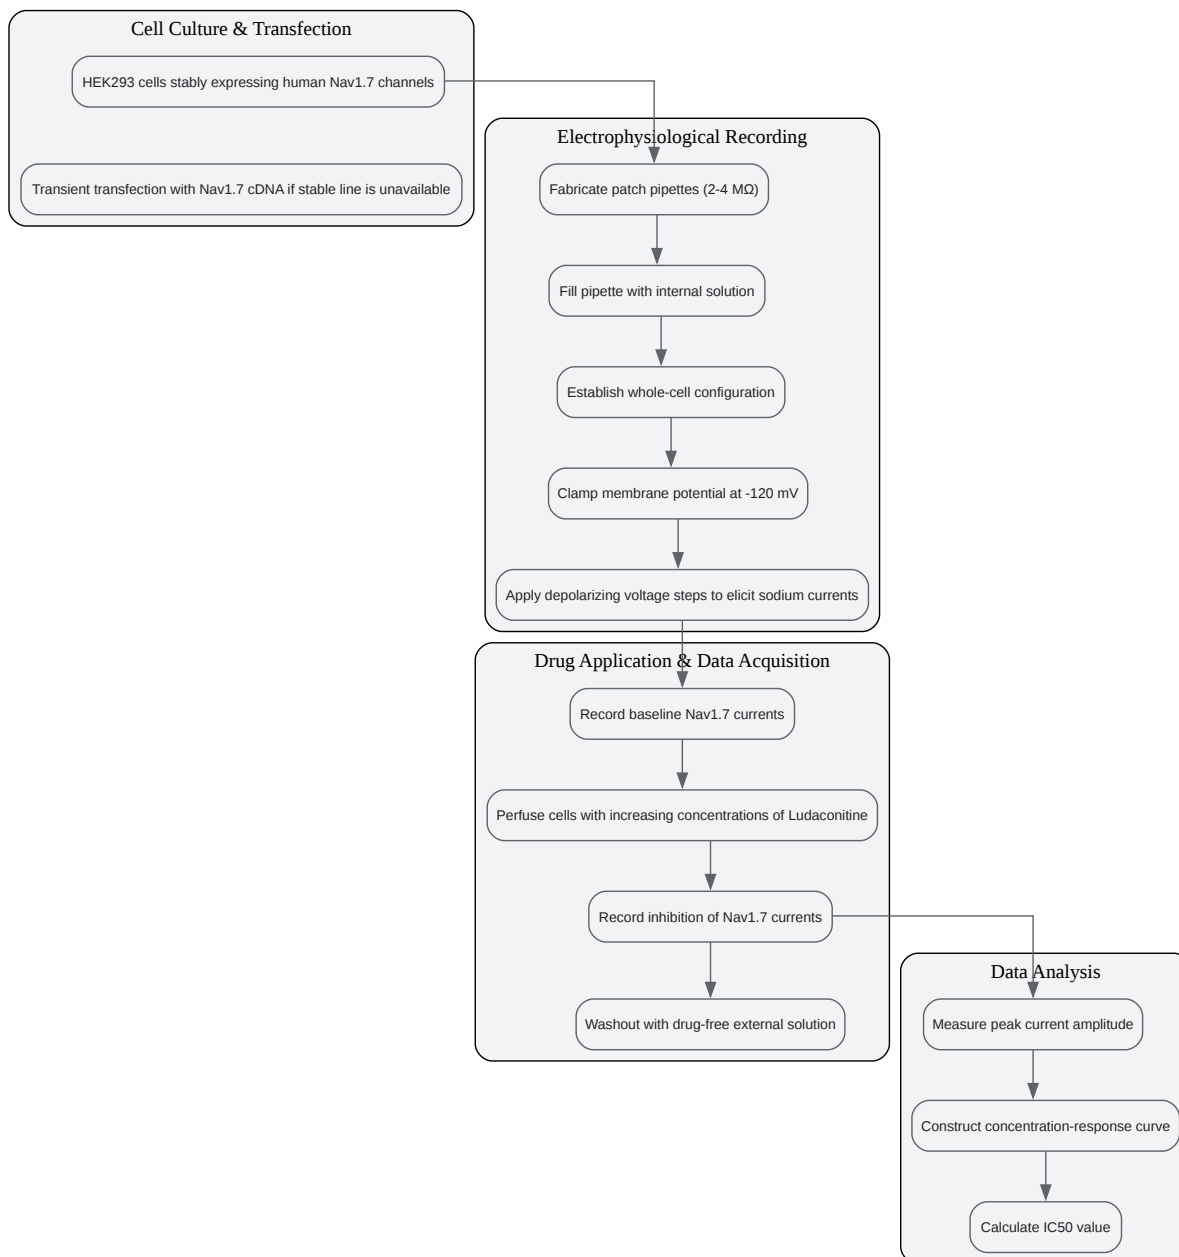 Cell Culture & Transfection
HEK293 cells stably expressing human Nav1.7 channels
Transient transfection with Nav1.7 cDNA if stable line is unavailable
Electrophysiological Recording
Fabricate patch pipettes (2-4 MΩ)
Fill pipette with internal solution
Establish whole-cell configuration
Clamp membrane potential at -120 mV
Apply depolarizing voltage steps to elicit sodium currents
Drug Application & Data Acquisition
Record baseline Nav1.7 currents
Perfuse cells with increasing concentrations of Ludaconitine
Record inhibition of Nav1.7 currents
Washout with drug-free external solution
Data Analysis
Measure peak current amplitude
Construct concentration-response curve
Calculate IC50 value